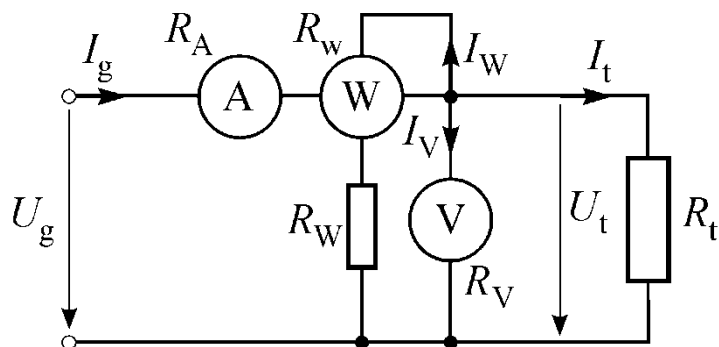 R_A R_w I_W
I_g A W I_t
I_V
U_g R_W V U_t R_t
R_V